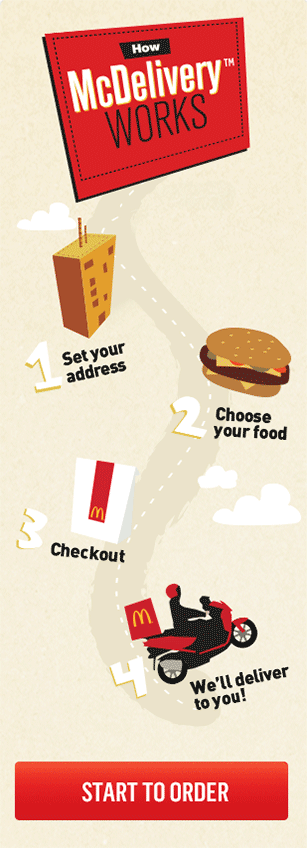 How
McDelivery™
WORKS
1 Set your
address
2 Choose
your food
3 Checkout
4 We'll deliver
to you!
START TO ORDER